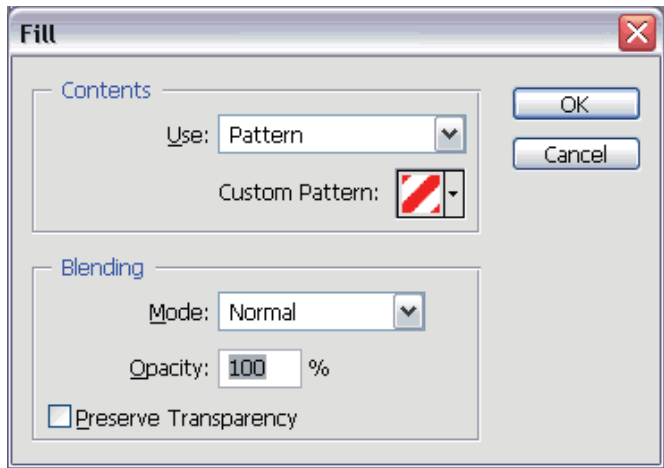 Fill
Contents
Use: Pattern
Custom Pattern:
OK
Cancel
Blending
Mode: Normal
Opacity: 100 %
Preserve Transparency